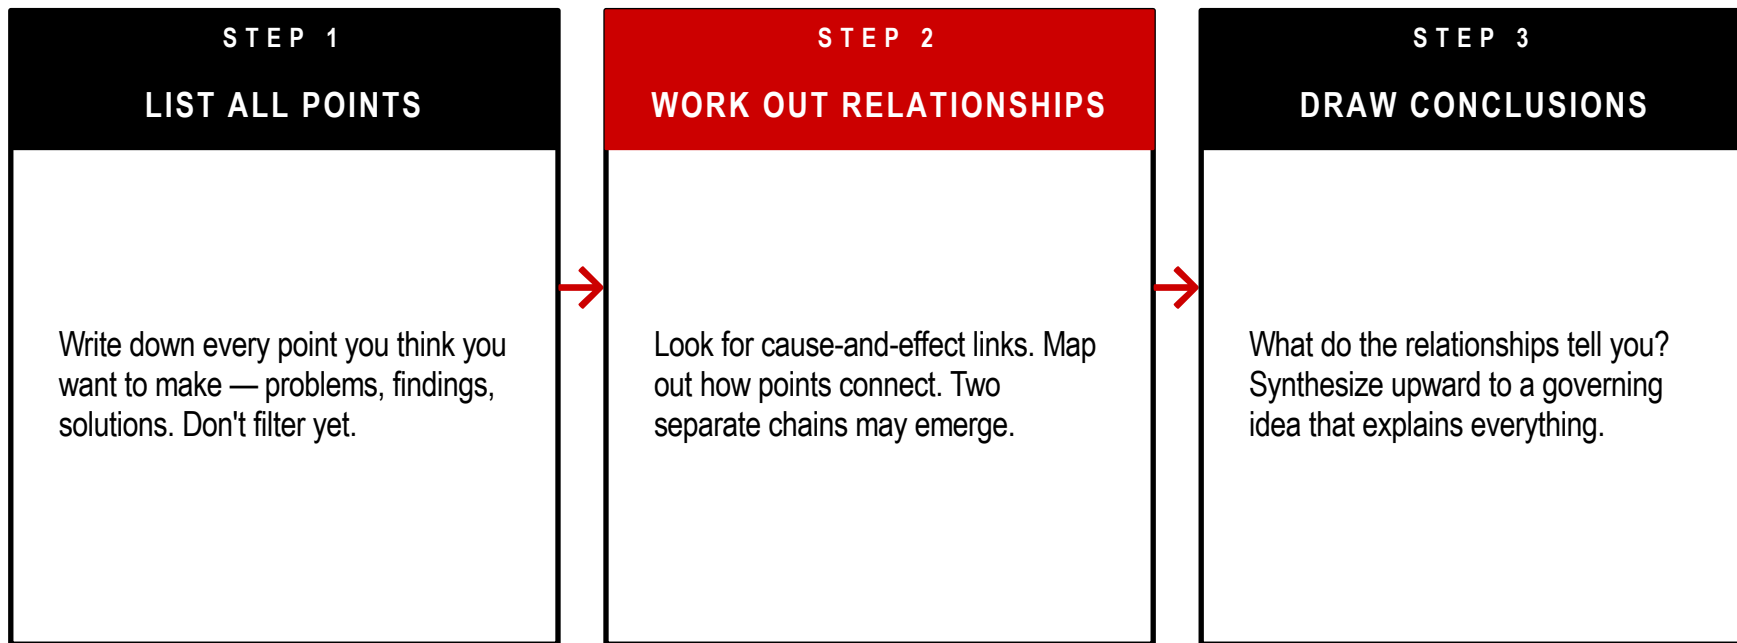 STEP 1
LIST ALL POINTS
Write down every point you think you
want to make — problems, findings,
solutions. Don't filter yet.
STEP 2
WORK OUT RELATIONSHIPS
Look for cause-and-effect links. Map
out how points connect. Two
separate chains may emerge.
STEP 3
DRAW CONCLUSIONS
What do the relationships tell you?
Synthesize upward to a governing
idea that explains everything.